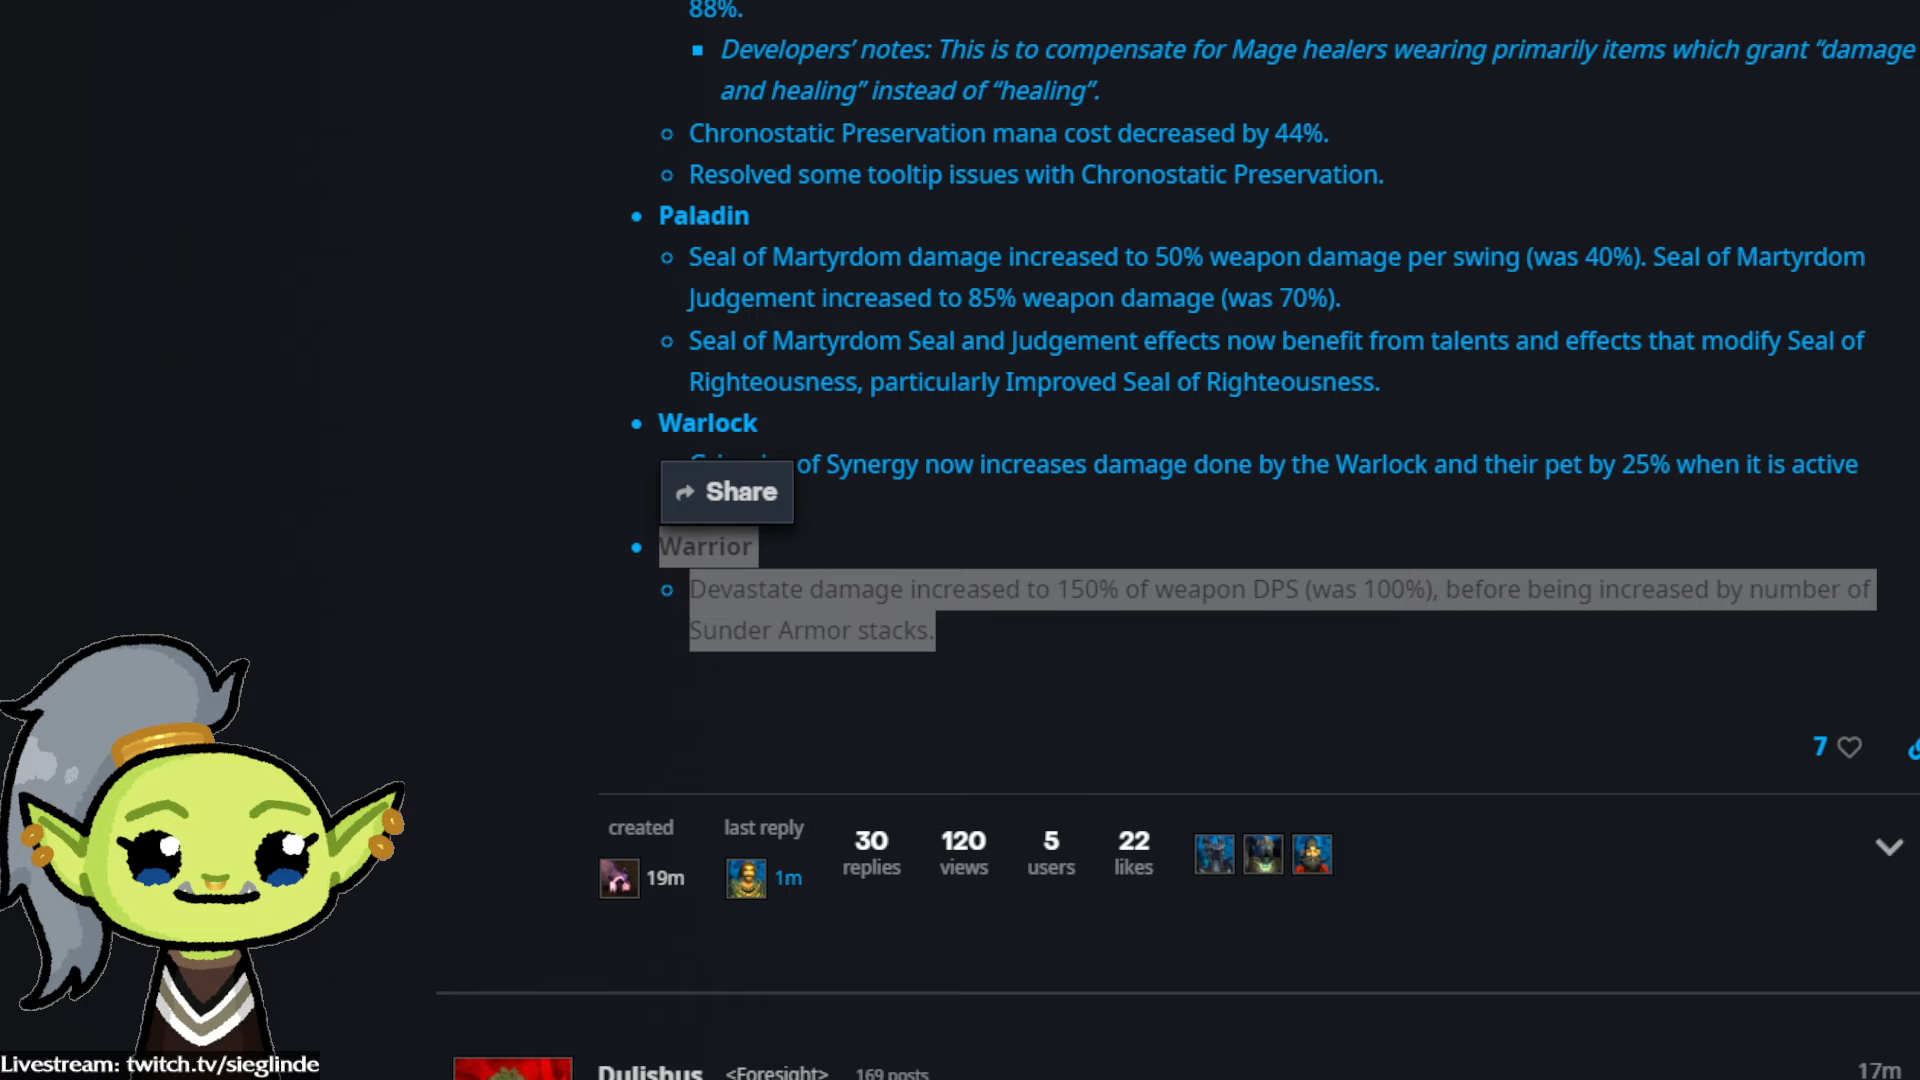 88%.
Developers’ notes: This is to compensate for Mage healers wearing primarily items which grant “damage
and healing” instead of “healing”.
Chronostatic Preservation mana cost decreased by 44%.
Resolved some tooltip issues with Chronostatic Preservation.
Paladin
Seal of Martyrdom damage increased to 50% weapon damage per swing (was 40%). Seal of Martyrdom
Judgement increased to 85% weapon damage (was 70%).
Seal of Martyrdom Seal and Judgement effects now benefit from talents and effects that modify Seal of
Righteousness, particularly Improved Seal of Righteousness.
Warlock
of Synergy now increases damage done by the Warlock and their pet by 25% when it is active
Share
Warrior
Devastate damage increased to 150% of weapon DPS (was 100%), before being increased by number of
Sunder Armor stacks.
7
created last reply 30 120 5 22
19m 1m replies views users likes
Livestream: twitch.tv/sieglinde
Dulishus <Foresight> 169 posts 17m